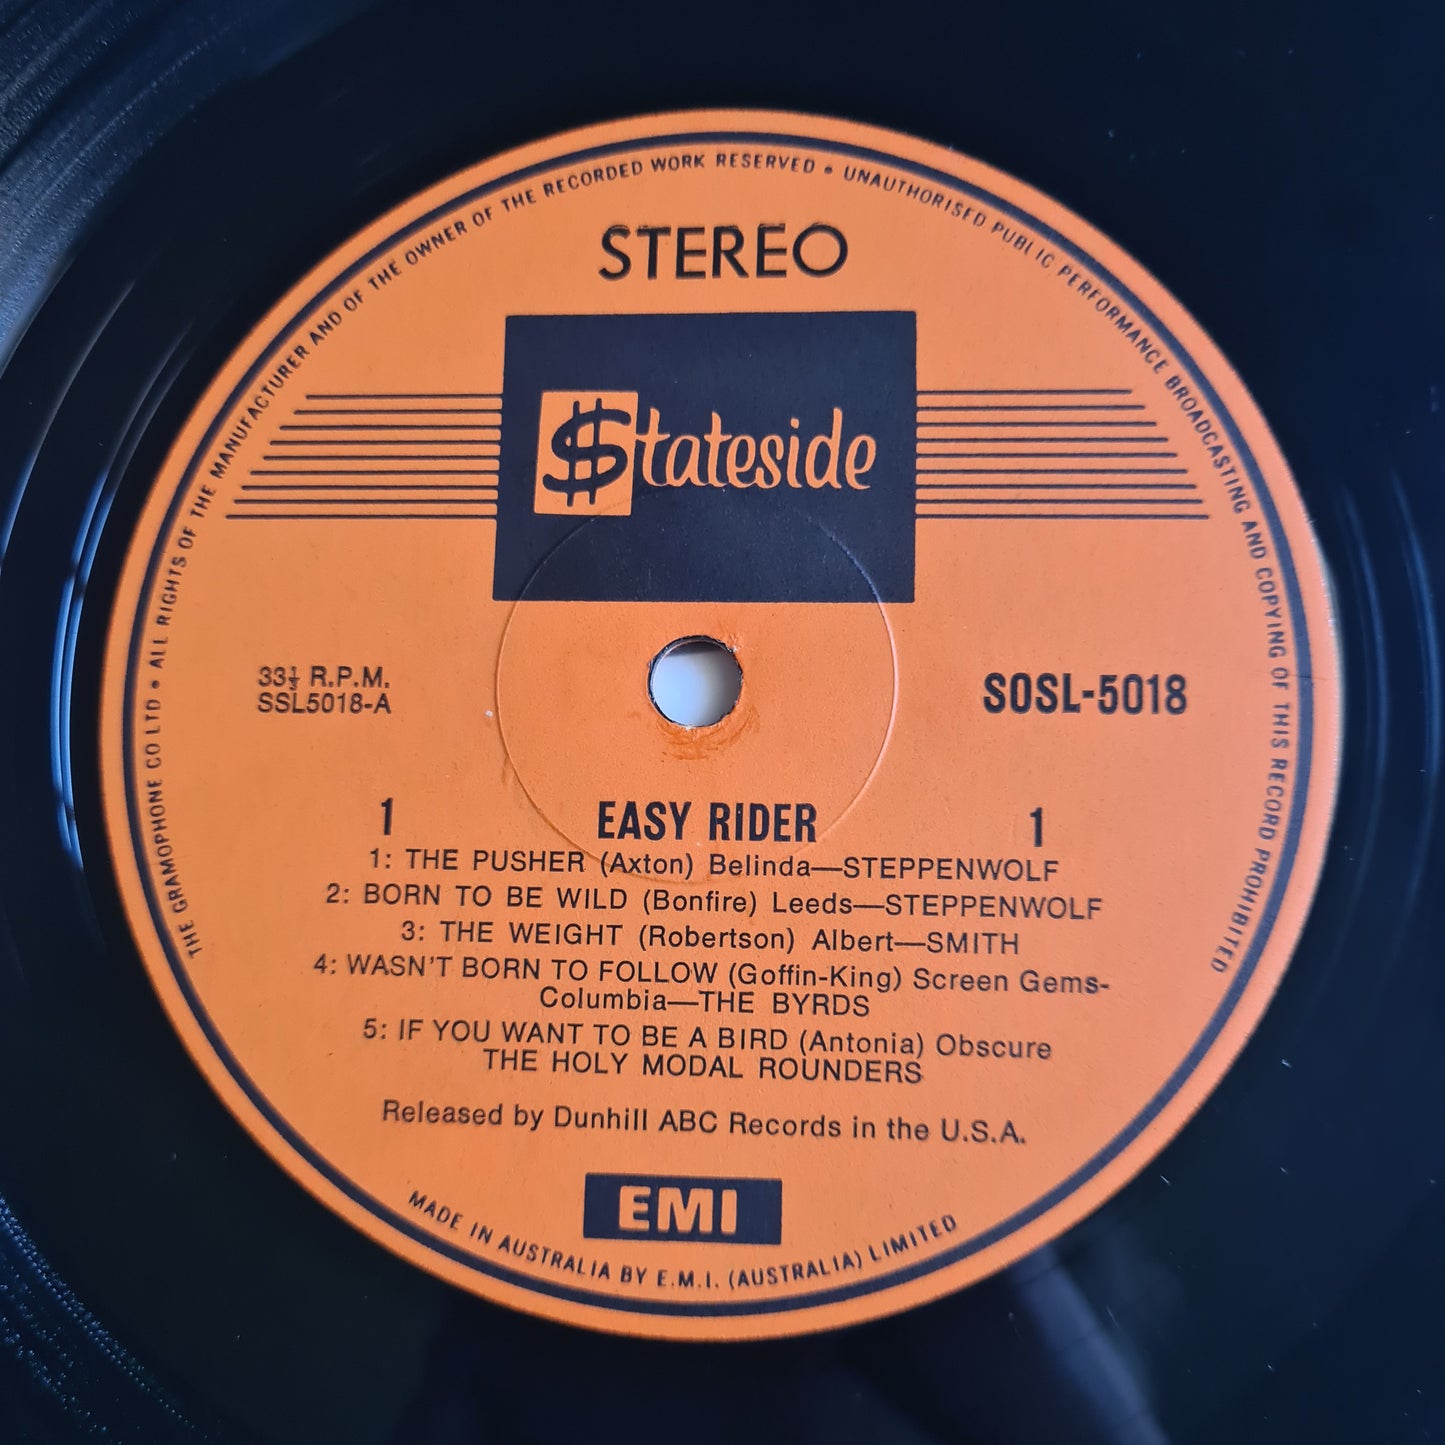 THE GRAMOPHONE CO LTD • ALL RIGHTS OF THE MANUFACTURER AND OF THE OWNER OF THE RECORDED WORK RESERVED • UNAUTHORISED PUBLIC PERFORMANCE BROADCASTING AND COPYING OF THIS RECORD PROHIBITED
STEREO
$tateside
33⅓ R.P.M.
SSL5018-A
SOSL-5018
1 EASY RIDER 1
1: THE PUSHER (Axton) Belinda—STEPPENWOLF
2: BORN TO BE WILD (Bonfire) Leeds—STEPPENWOLF
3: THE WEIGHT (Robertson) Albert—SMITH
4: WASN'T BORN TO FOLLOW (Goffin-King) Screen Gems-
Columbia—THE BYRDS
5: IF YOU WANT TO BE A BIRD (Antonia) Obscure
THE HOLY MODAL ROUNDERS
Released by Dunhill ABC Records in the U.S.A.
EMI
MADE IN AUSTRALIA BY E.M.I. (AUSTRALIA) LIMITED